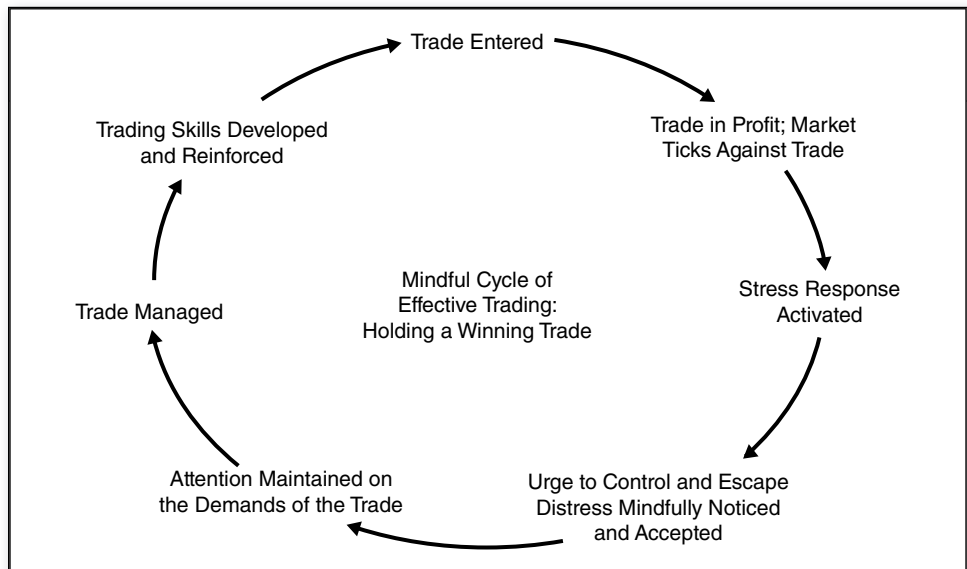 Trade Entered
Trade in Profit; Market
Ticks Against Trade
Stress Response
Activated
Urge to Control and Escape
Distress Mindfully Noticed
and Accepted
Attention Maintained on
the Demands of the Trade
Trade Managed
Trading Skills Developed
and Reinforced
Mindful Cycle of
Effective Trading:
Holding a Winning Trade